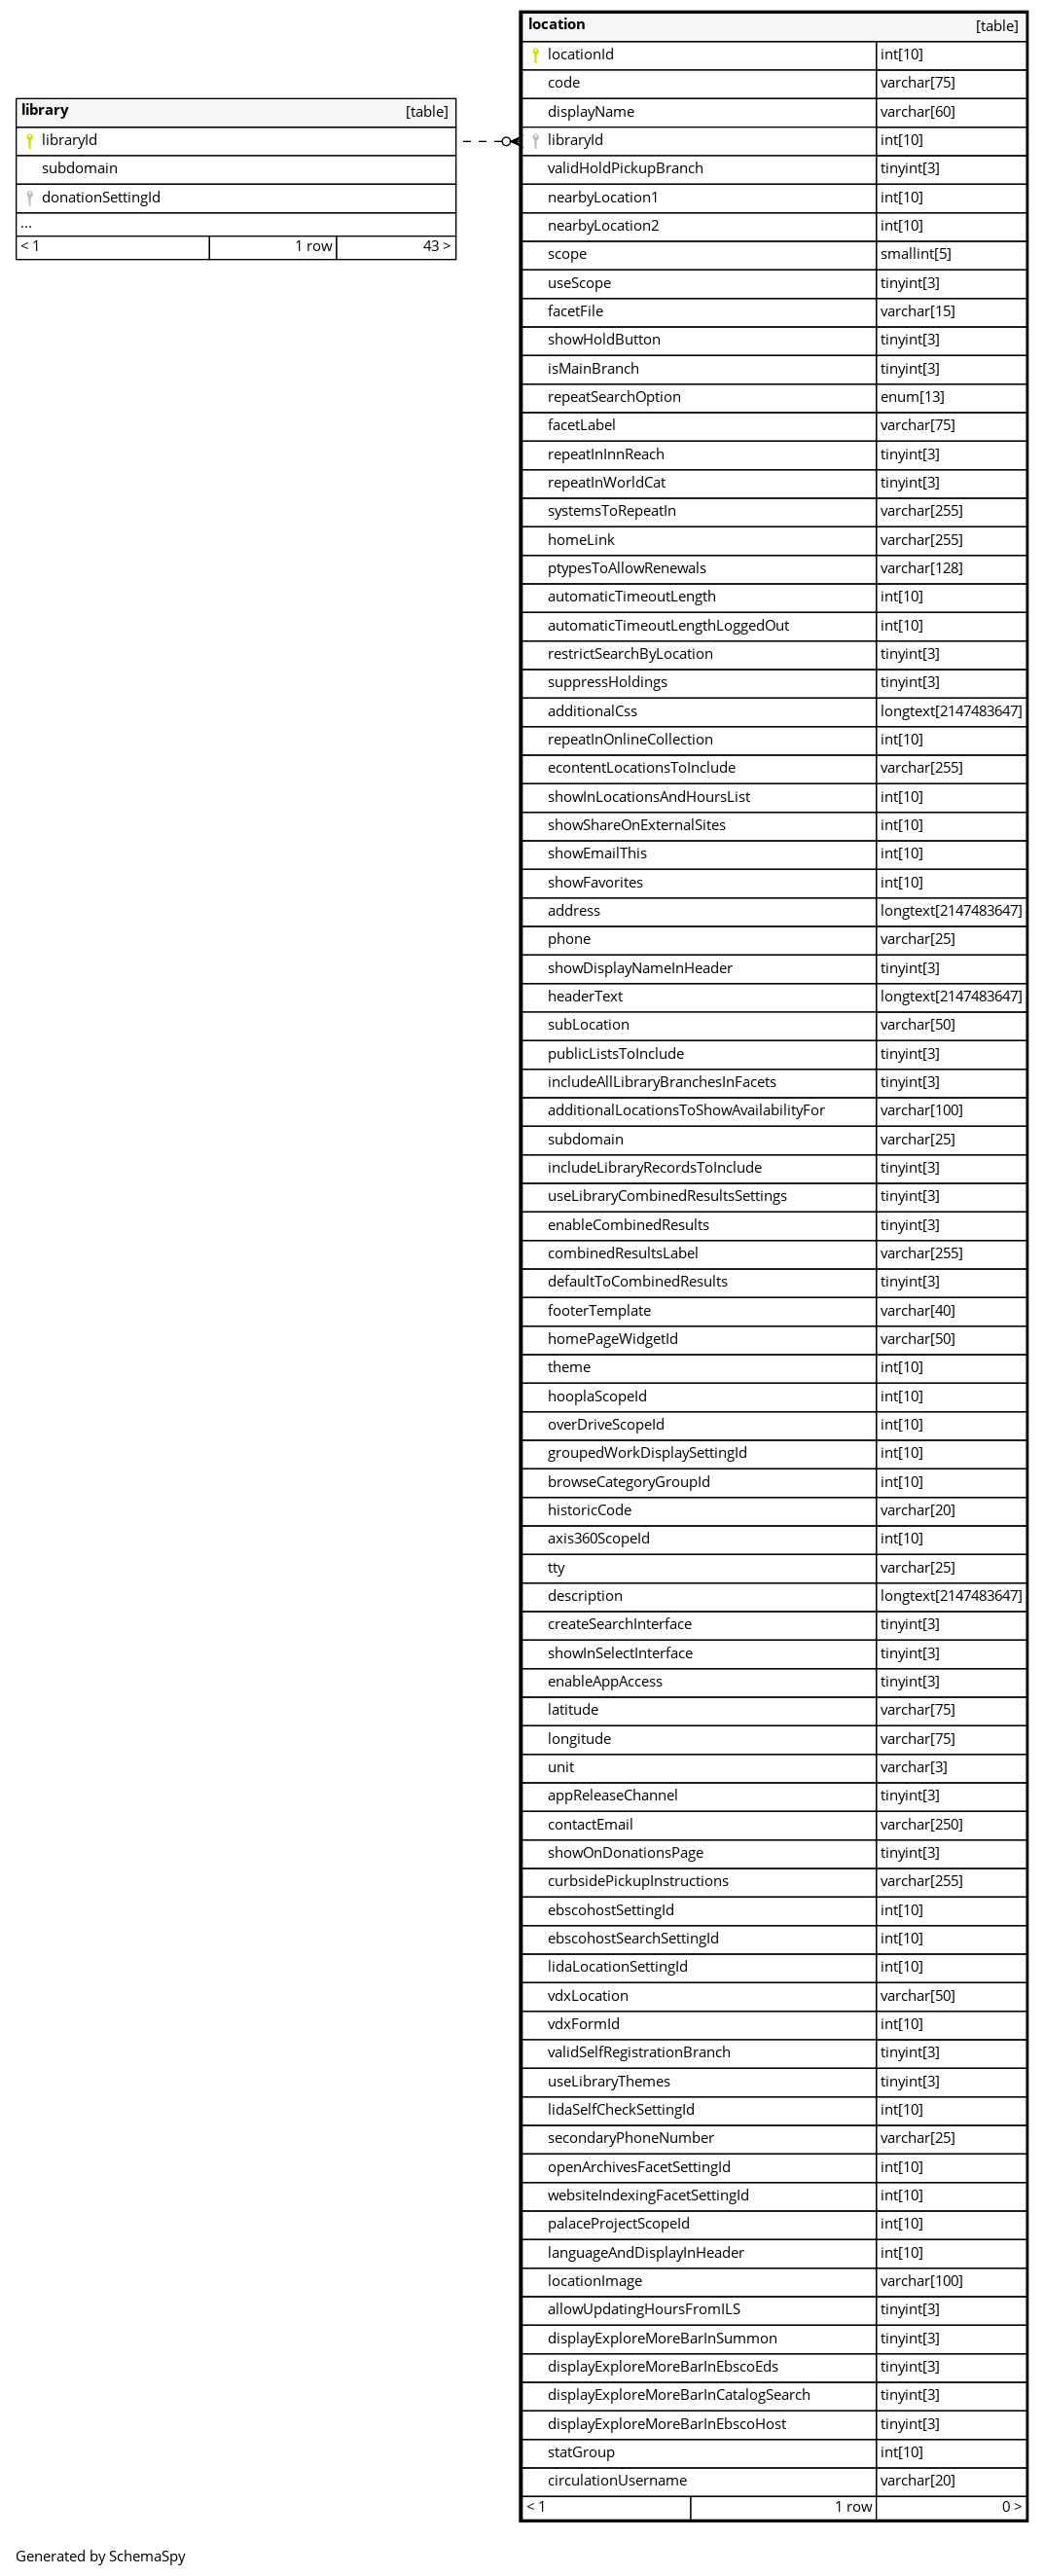 library [table]
libraryId
subdomain
donationSettingId
...
< 1 1 row 43 >
location [table]
locationId int[10]
code varchar[75]
displayName varchar[60]
libraryId int[10]
validHoldPickupBranch tinyint[3]
nearbyLocation1 int[10]
nearbyLocation2 int[10]
scope smallint[5]
useScope tinyint[3]
facetFile varchar[15]
showHoldButton tinyint[3]
isMainBranch tinyint[3]
repeatSearchOption enum[13]
facetLabel varchar[75]
repeatInInnReach tinyint[3]
repeatInWorldCat tinyint[3]
systemsToRepeatIn varchar[255]
homeLink varchar[255]
ptypesToAllowRenewals varchar[128]
automaticTimeoutLength int[10]
automaticTimeoutLengthLoggedOut int[10]
restrictSearchByLocation tinyint[3]
suppressHoldings tinyint[3]
additionalCss longtext[2147483647]
repeatInOnlineCollection int[10]
econtentLocationsToInclude varchar[255]
showInLocationsAndHoursList int[10]
showShareOnExternalSites int[10]
showEmailThis int[10]
showFavorites int[10]
address longtext[2147483647]
phone varchar[25]
showDisplayNameInHeader tinyint[3]
headerText longtext[2147483647]
subLocation varchar[50]
publicListsToInclude tinyint[3]
includeAllLibraryBranchesInFacets tinyint[3]
additionalLocationsToShowAvailabilityFor varchar[100]
subdomain varchar[25]
includeLibraryRecordsToInclude tinyint[3]
useLibraryCombinedResultsSettings tinyint[3]
enableCombinedResults tinyint[3]
combinedResultsLabel varchar[255]
defaultToCombinedResults tinyint[3]
footerTemplate varchar[40]
homePageWidgetId varchar[50]
theme int[10]
hooplaScopeId int[10]
overDriveScopeId int[10]
groupedWorkDisplaySettingId int[10]
browseCategoryGroupId int[10]
historicCode varchar[20]
axis360ScopeId int[10]
tty varchar[25]
description longtext[2147483647]
createSearchInterface tinyint[3]
showInSelectInterface tinyint[3]
enableAppAccess tinyint[3]
latitude varchar[75]
longitude varchar[75]
unit varchar[3]
appReleaseChannel tinyint[3]
contactEmail varchar[250]
showOnDonationsPage tinyint[3]
curbsidePickupInstructions varchar[255]
ebscohostSettingId int[10]
ebscohostSearchSettingId int[10]
lidaLocationSettingId int[10]
vdxLocation varchar[50]
vdxFormId int[10]
validSelfRegistrationBranch tinyint[3]
useLibraryThemes tinyint[3]
lidaSelfCheckSettingId int[10]
secondaryPhoneNumber varchar[25]
openArchivesFacetSettingId int[10]
websiteIndexingFacetSettingId int[10]
palaceProjectScopeId int[10]
languageAndDisplayInHeader int[10]
locationImage varchar[100]
allowUpdatingHoursFromILS tinyint[3]
displayExploreMoreBarInSummon tinyint[3]
displayExploreMoreBarInEbscoEds tinyint[3]
displayExploreMoreBarInCatalogSearch tinyint[3]
displayExploreMoreBarInEbscoHost tinyint[3]
statGroup int[10]
circulationUsername varchar[20]
< 1 1 row 0 >
Generated by SchemaSpy